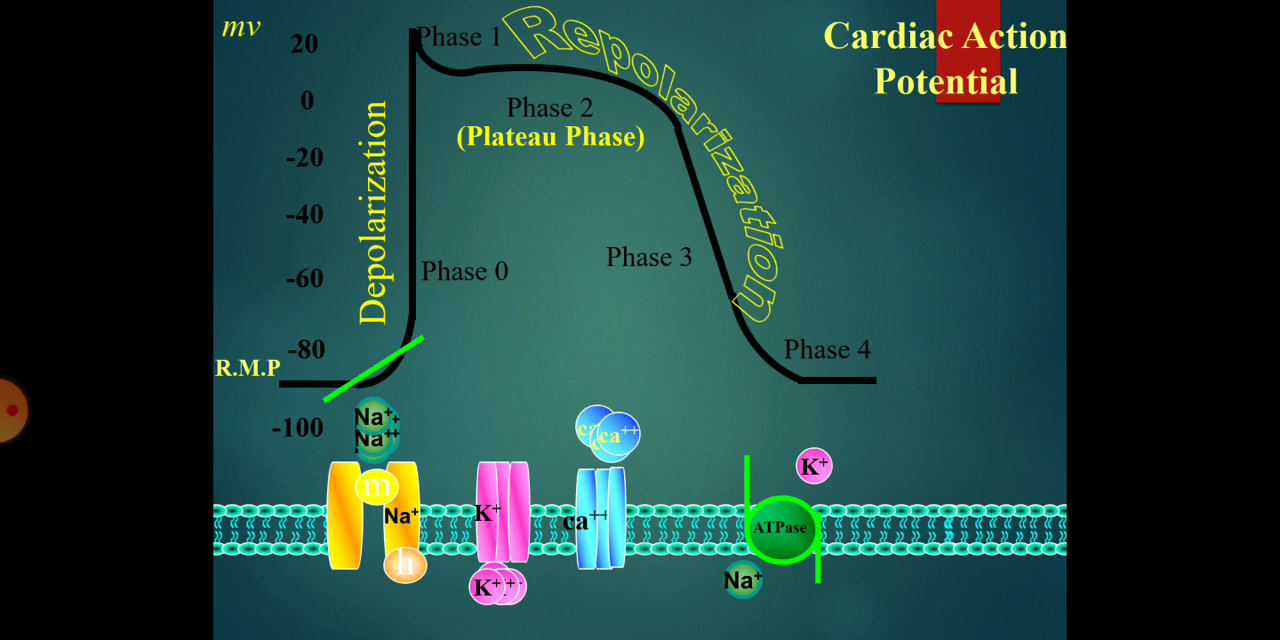 mv
Cardiac Action
Potential
20
0
-20
-40
-60
-80
-100
R.M.P
Depolarization
Repolarization
Phase 1
Phase 2
(Plateau Phase)
Phase 0
Phase 3
Phase 4
Na⁺
Na⁺⁺
m
Na⁺
h
K⁺
K⁺
ca⁺⁺
ca⁺⁺
ATPase
K⁺
Na⁺